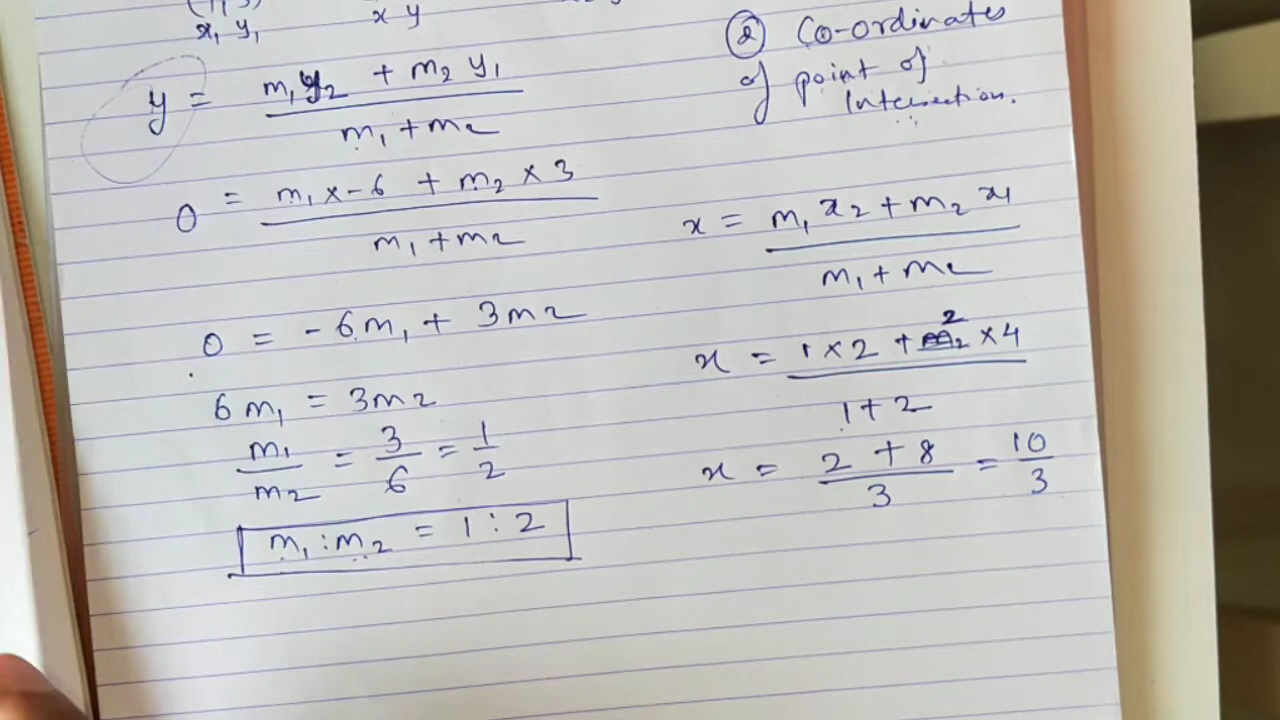 x₁ y₁
x y
y = m₁y₂ + m₂y₁ / m₁ + m₂
0 = m₁ x -6 + m₂ x 3 / m₁ + m₂
0 = -6m₁ + 3m₂
6m₁ = 3m₂
m₁/m₂ = 3/6 = 1/2
m₁ : m₂ = 1 : 2
② Co-ordinates
of point of
Intersection.
x = m₁x₂ + m₂x₁ / m₁ + m₂
x = 1 x 2 + 2 x 4 / 1 + 2
x = 2 + 8 / 3 = 10/3